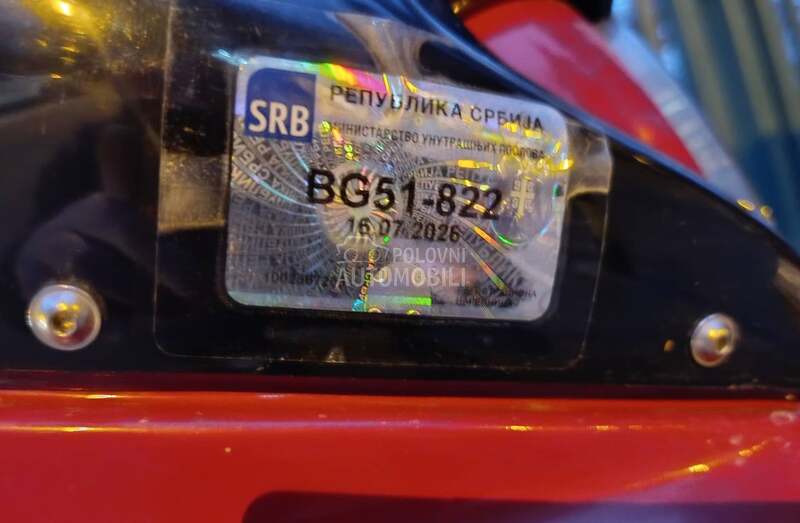 SRB
РЕПУБЛИКА СРБИЈА
МИНИСТАРСТВО УНУТРАШЊИХ ПОСЛОВА
BG51-822
16.07.2026
POLOVNI
AUTOMOBILI